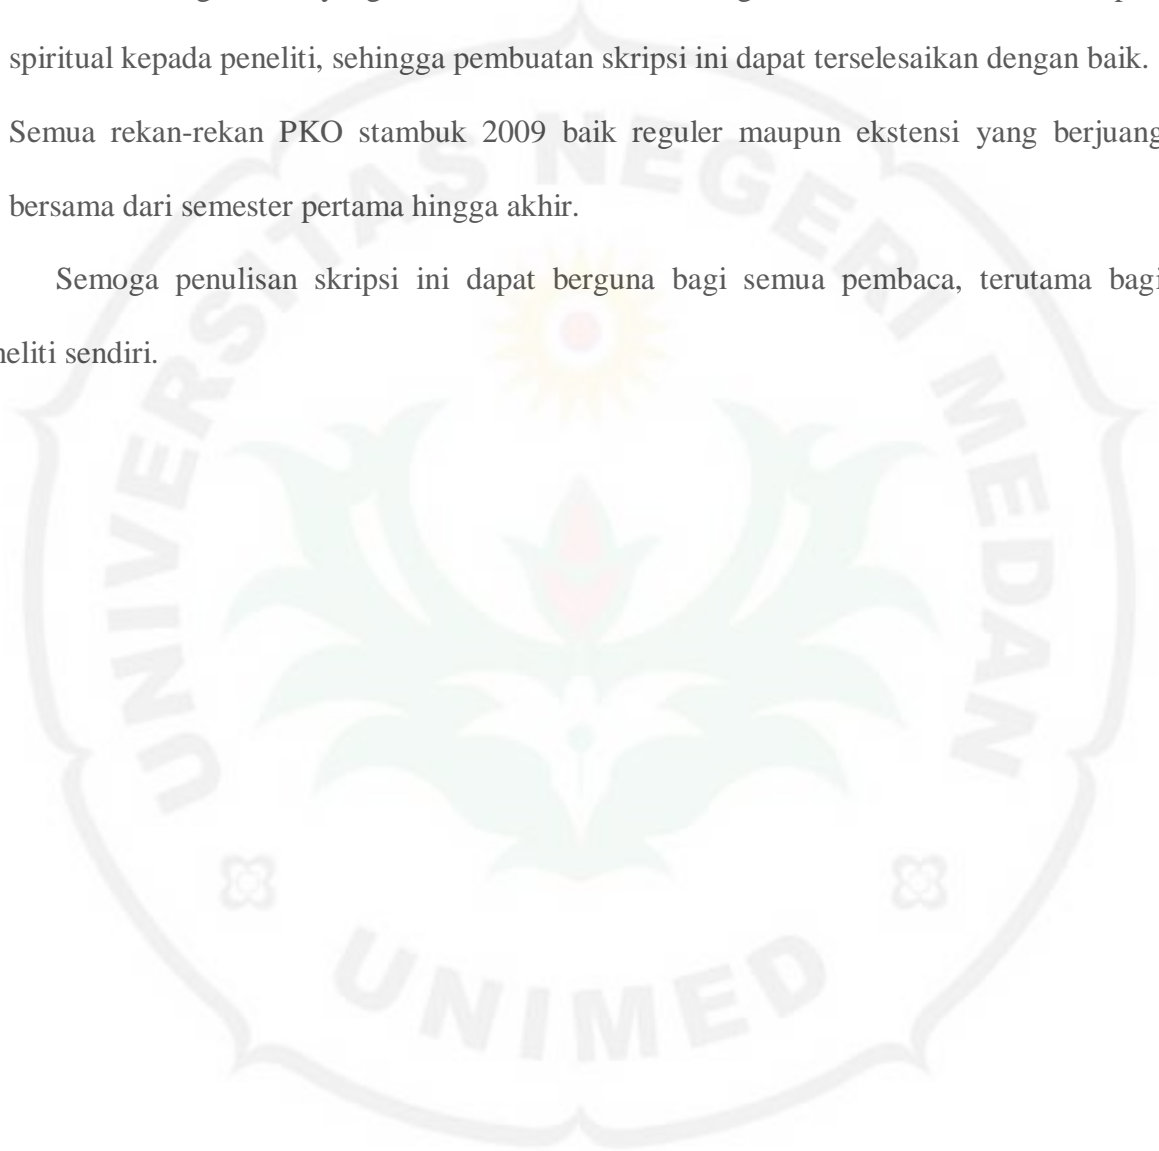 spiritual kepada peneliti, sehingga pembuatan skripsi ini dapat terselesaikan dengan baik.
Semua rekan-rekan PKO stambuk 2009 baik reguler maupun ekstensi yang berjuang
bersama dari semester pertama hingga akhir.
Semoga penulisan skripsi ini dapat berguna bagi semua pembaca, terutama bagi
neliti sendiri.
UNIVERSITAS NEGERI MEDAN
UNIMED